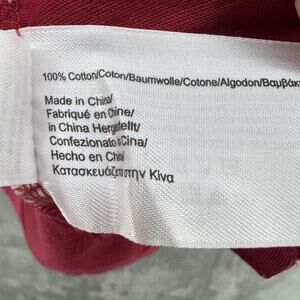 100% Cotton/Coton/Baumwolle/Cotone/Algodon/Βαμβάκι
Made in China/
Fabriqué en Chine/
in China Hergestellt/
Confezionato in Cina/
Hecho en China/
Κατασκευάζεται στην Κίνα